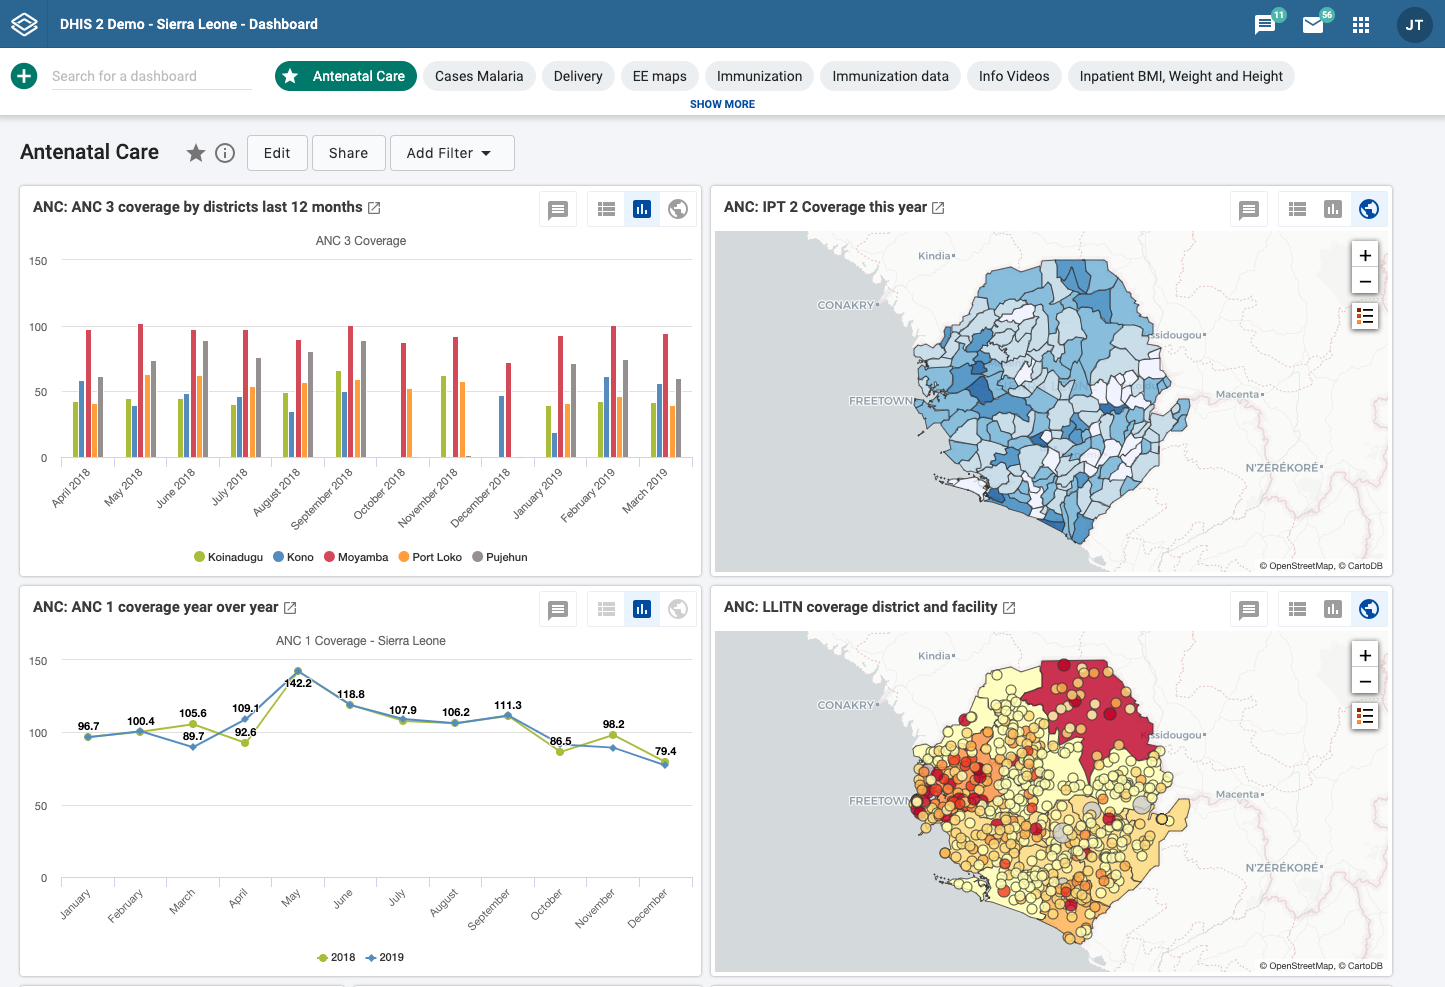 DHIS 2 Demo - Sierra Leone - Dashboard
11
56
JT
Search for a dashboard
Antenatal Care
Cases Malaria
Delivery
EE maps
Immunization
Immunization data
Info Videos
Inpatient BMI, Weight and Height
SHOW MORE
Antenatal Care
Edit
Share
Add Filter
ANC: ANC 3 coverage by districts last 12 months
ANC 3 Coverage
150
100
50
0
April 2018
May 2018
June 2018
July 2018
August 2018
September 2018
October 2018
November 2018
December 2018
January 2019
February 2019
March 2019
Koinadugu
Kono
Moyamba
Port Loko
Pujehun
ANC: IPT 2 Coverage this year
Kindia
CONAKRY
ssidougou
FREETOWN
Macenta
N'ZÉRÉKORÉ
+
−
© OpenStreetMap, © CartoDB
ANC: ANC 1 coverage year over year
ANC 1 Coverage - Sierra Leone
150
100
50
0
96.7
100.4
105.6
89.7
109.1
92.6
142.2
118.8
107.9
106.2
111.3
86.5
98.2
79.4
January
February
March
April
May
June
July
August
September
October
November
December
2018
2019
ANC: LLITN coverage district and facility
Kindia
CONAKRY
Kissidougou
FREETOWN
Macenta
N'ZÉRÉKORÉ
+
−
© OpenStreetMap, © CartoDB